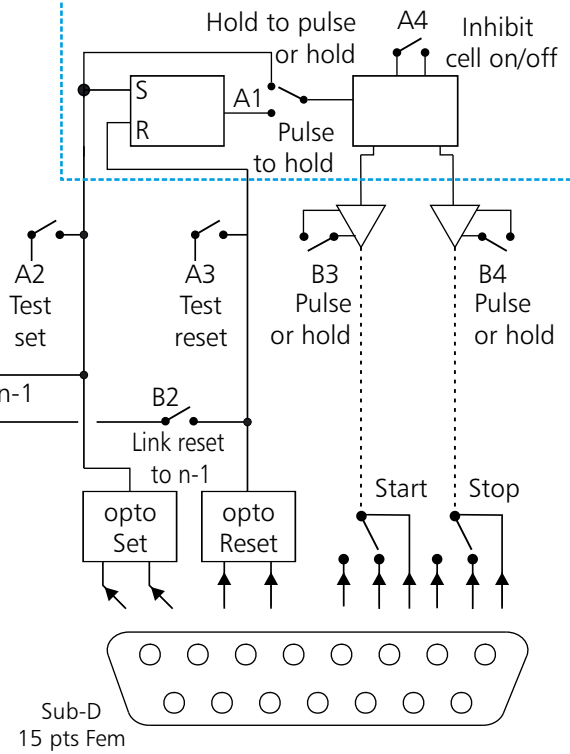 Hold to pulse
or hold
A4
Inhibit
cell on/off
S
R
A1
Pulse
to hold
A2
Test
set
A3
Test
reset
B3
Pulse
or hold
B4
Pulse
or hold
n-1
B2
Link reset
to n-1
opto
Set
opto
Reset
Start
Stop
Sub-D
15 pts Fem